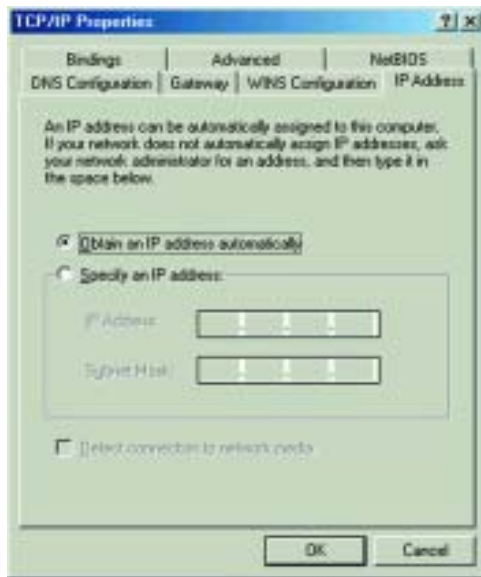 TCP/IP Properties
? ×
Bindings Advanced NetBIOS
DNS Configuration Gateway WINS Configuration IP Address
An IP address can be automatically assigned to this computer.
If your network does not automatically assign IP addresses, ask
your network administrator for an address, and then type it in
the space below.
Obtain an IP address automatically
Specify an IP address:
IP Address:
Subnet Mask:
Detect connection to network media
OK Cancel